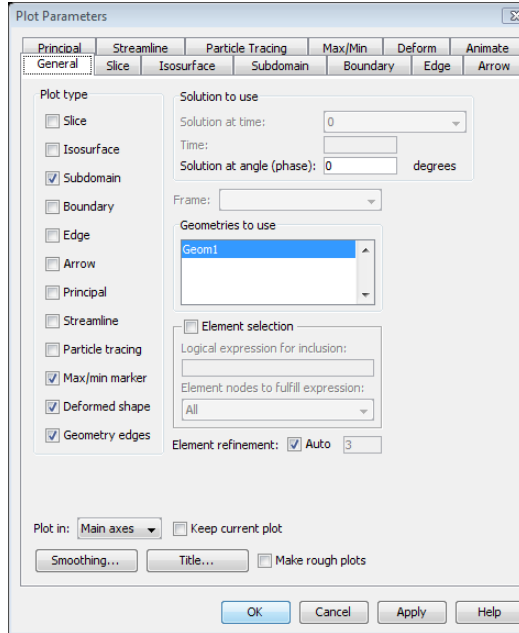 Plot Parameters
Principal Streamline Particle Tracing Max/Min Deform Animate
General Slice Isosurface Subdomain Boundary Edge Arrow
Plot type
Slice
Isosurface
Subdomain
Boundary
Edge
Arrow
Principal
Streamline
Particle tracing
Max/min marker
Deformed shape
Geometry edges
Solution to use
Solution at time: 0
Time:
Solution at angle (phase): 0 degrees
Frame:
Geometries to use
Geom1
Element selection
Logical expression for inclusion:
Element nodes to fulfill expression:
All
Element refinement: Auto 3
Plot in: Main axes Keep current plot
Smoothing... Title... Make rough plots
OK Cancel Apply Help